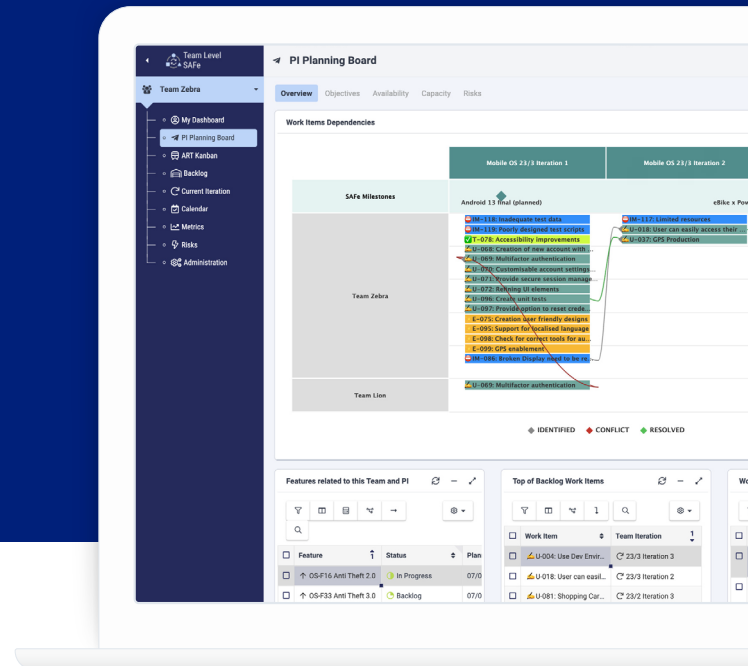 Team Level
SAFe
PI Planning Board
Team Zebra
Overview Objectives Availability Capacity Risks
My Dashboard
PI Planning Board
ART Kanban
Backlog
Current Iteration
Calendar
Metrics
Risks
Administration
Work Items Dependencies
Mobile OS 23/3 Iteration 1
Mobile OS 23/3 Iteration 2
SAFe Milestones
Android 13 final (planned)
eBike x Pow
Team Zebra
IM-118: Inadequate test data
IM-119: Poorly designed test scripts
T-078: Accessibility improvements
U-068: Creation of new account with ...
U-069: Multifactor authentication
U-070: Customisable account settings
U-071: Provide secure session manage...
U-072: Refining UI elements
U-096: Create unit tests
U-097: Provide option to reset crede...
E-075: Creation user friendly designs
E-095: Support for localised language
E-098: Check for correct tools for au...
E-099: GPS enablement
IM-086: Broken Display need to be re...
IM-117: Limited resources
U-018: User can easily access their ...
U-037: GPS Production
Team Lion
U-069: Multifactor authentication
IDENTIFIED CONFLICT RESOLVED
Features related to this Team and PI
Feature Status Plan
OS-F16 Anti Theft 2.0 In Progress 07/0
OS-F33 Anti Theft 3.0 Backlog 07/0
Top of Backlog Work Items
Work Item Team Iteration 1
U-004: Use Dev Envir... 23/3 Iteration 3
U-018: User can easil... 23/3 Iteration 2
U-081: Shopping Car... 23/2 Iteration 3
Wo